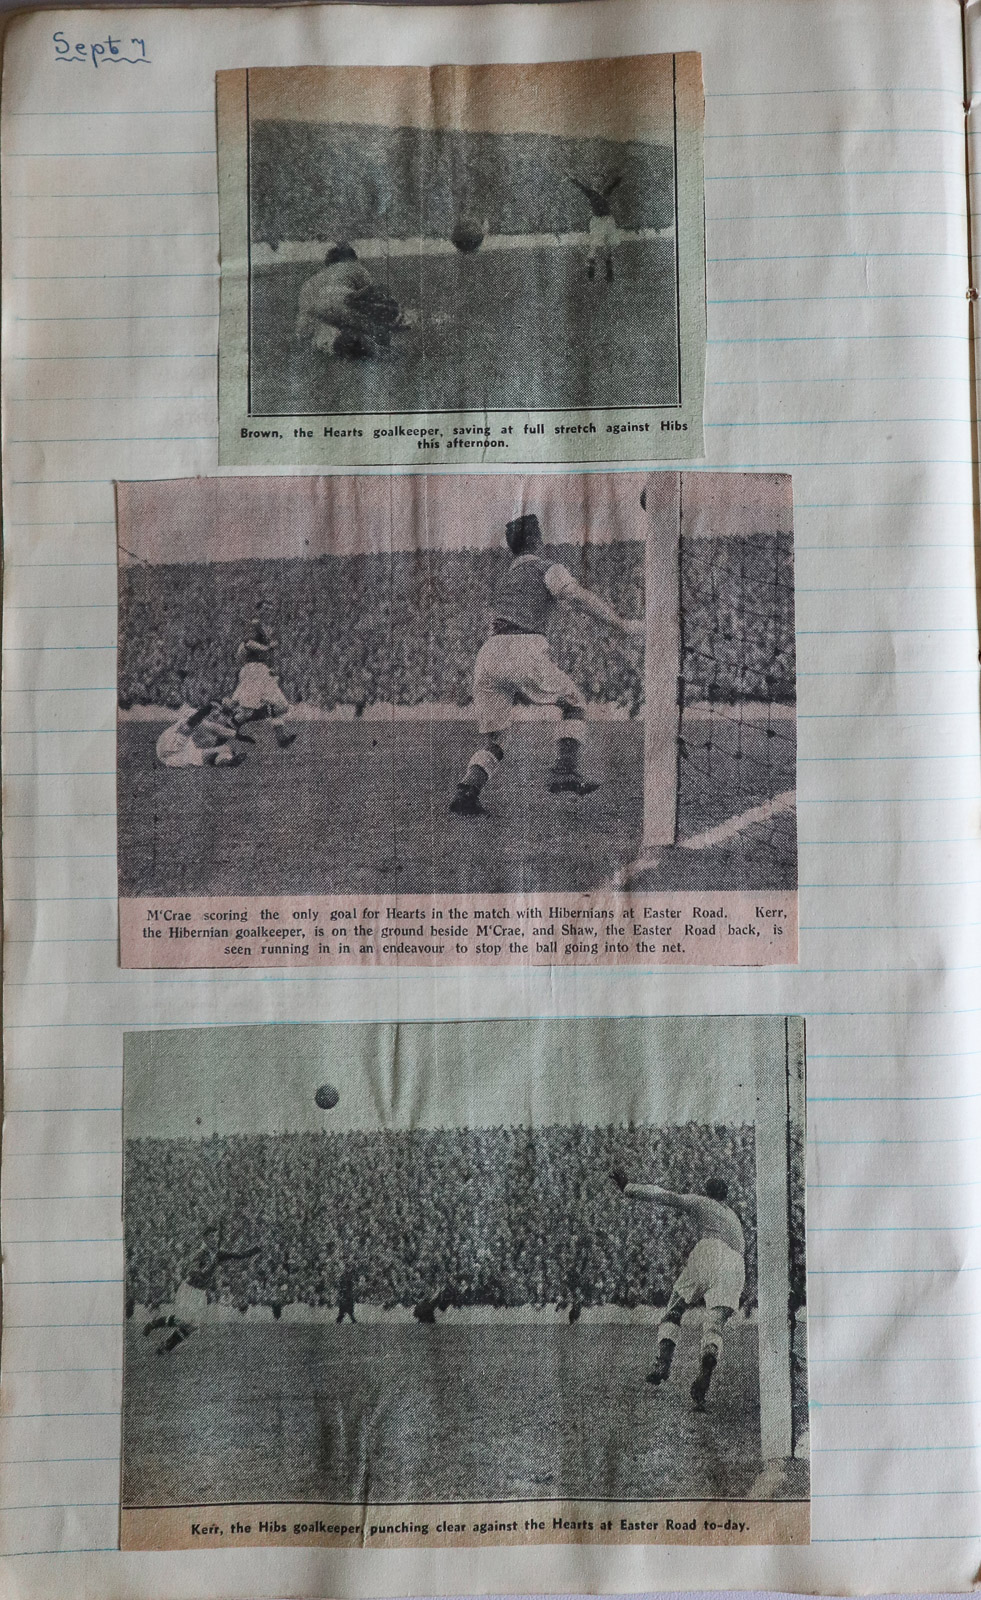 Sept 7
Brown, the Hearts goalkeeper, saving at full stretch against Hibs
this afternoon.
M‘Crae scoring the only goal for Hearts in the match with Hibernians at Easter Road. Kerr,
the Hibernian goalkeeper, is on the ground beside M‘Crae, and Shaw, the Easter Road back, is
seen running in in an endeavour to stop the ball going into the net.
Kerr, the Hibs goalkeeper, punching clear against the Hearts at Easter Road to-day.